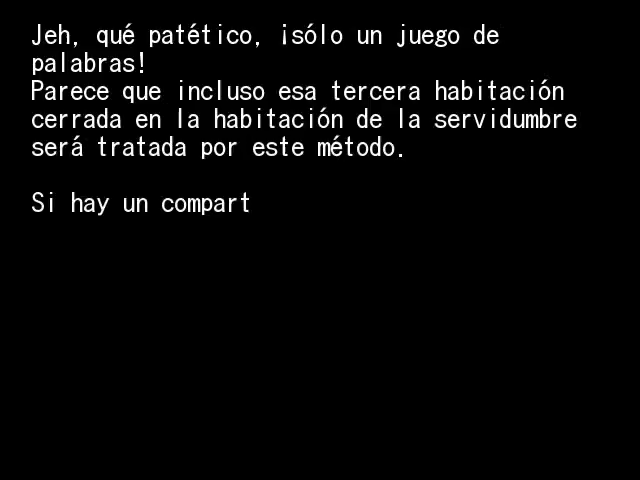 Jeh, qué patético, ¡sólo un juego de
palabras!
Parece que incluso esa tercera habitación
cerrada en la habitación de la servidumbre
será tratada por este método.
Si hay un compart